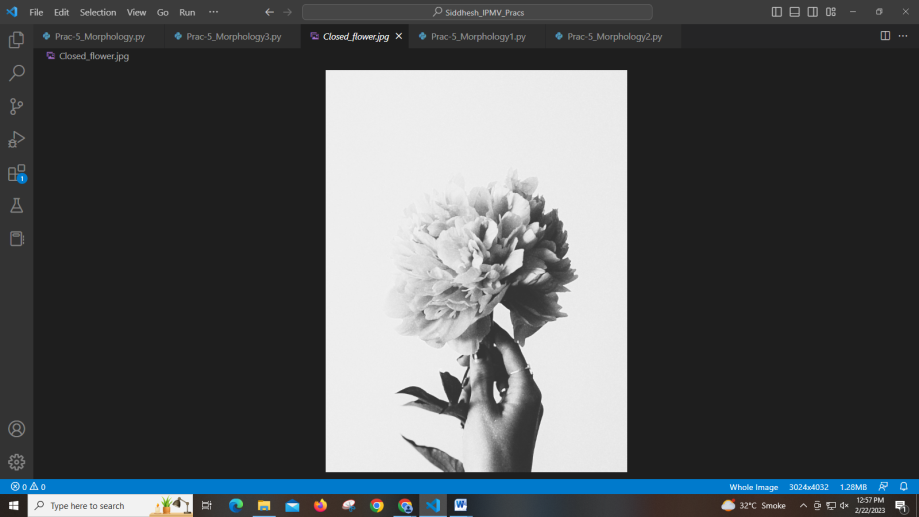 File Edit Selection View Go Run ··· Siddhesh_IPMV_Pracs
Prac-5_Morphology.py Prac-5_Morphology3.py Closed_flower.jpg Prac-5_Morphology1.py Prac-5_Morphology2.py
Closed_flower.jpg
1
0 0 Whole Image 3024x4032 1.28MB
Type here to search 32°C Smoke 12:57 PM
2/22/2023 1